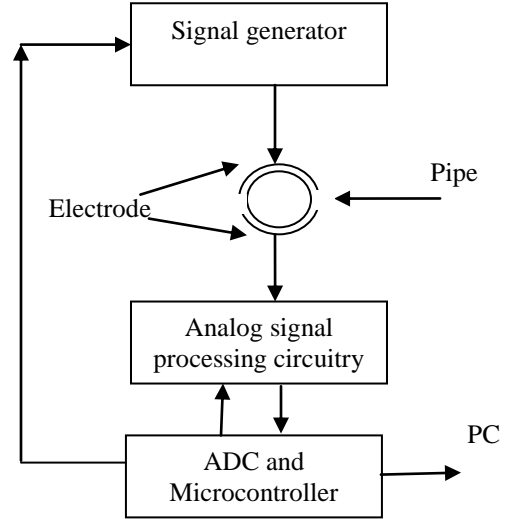 Signal generator
Pipe
Electrode
Analog signal
processing circuitry
PC
ADC and
Microcontroller